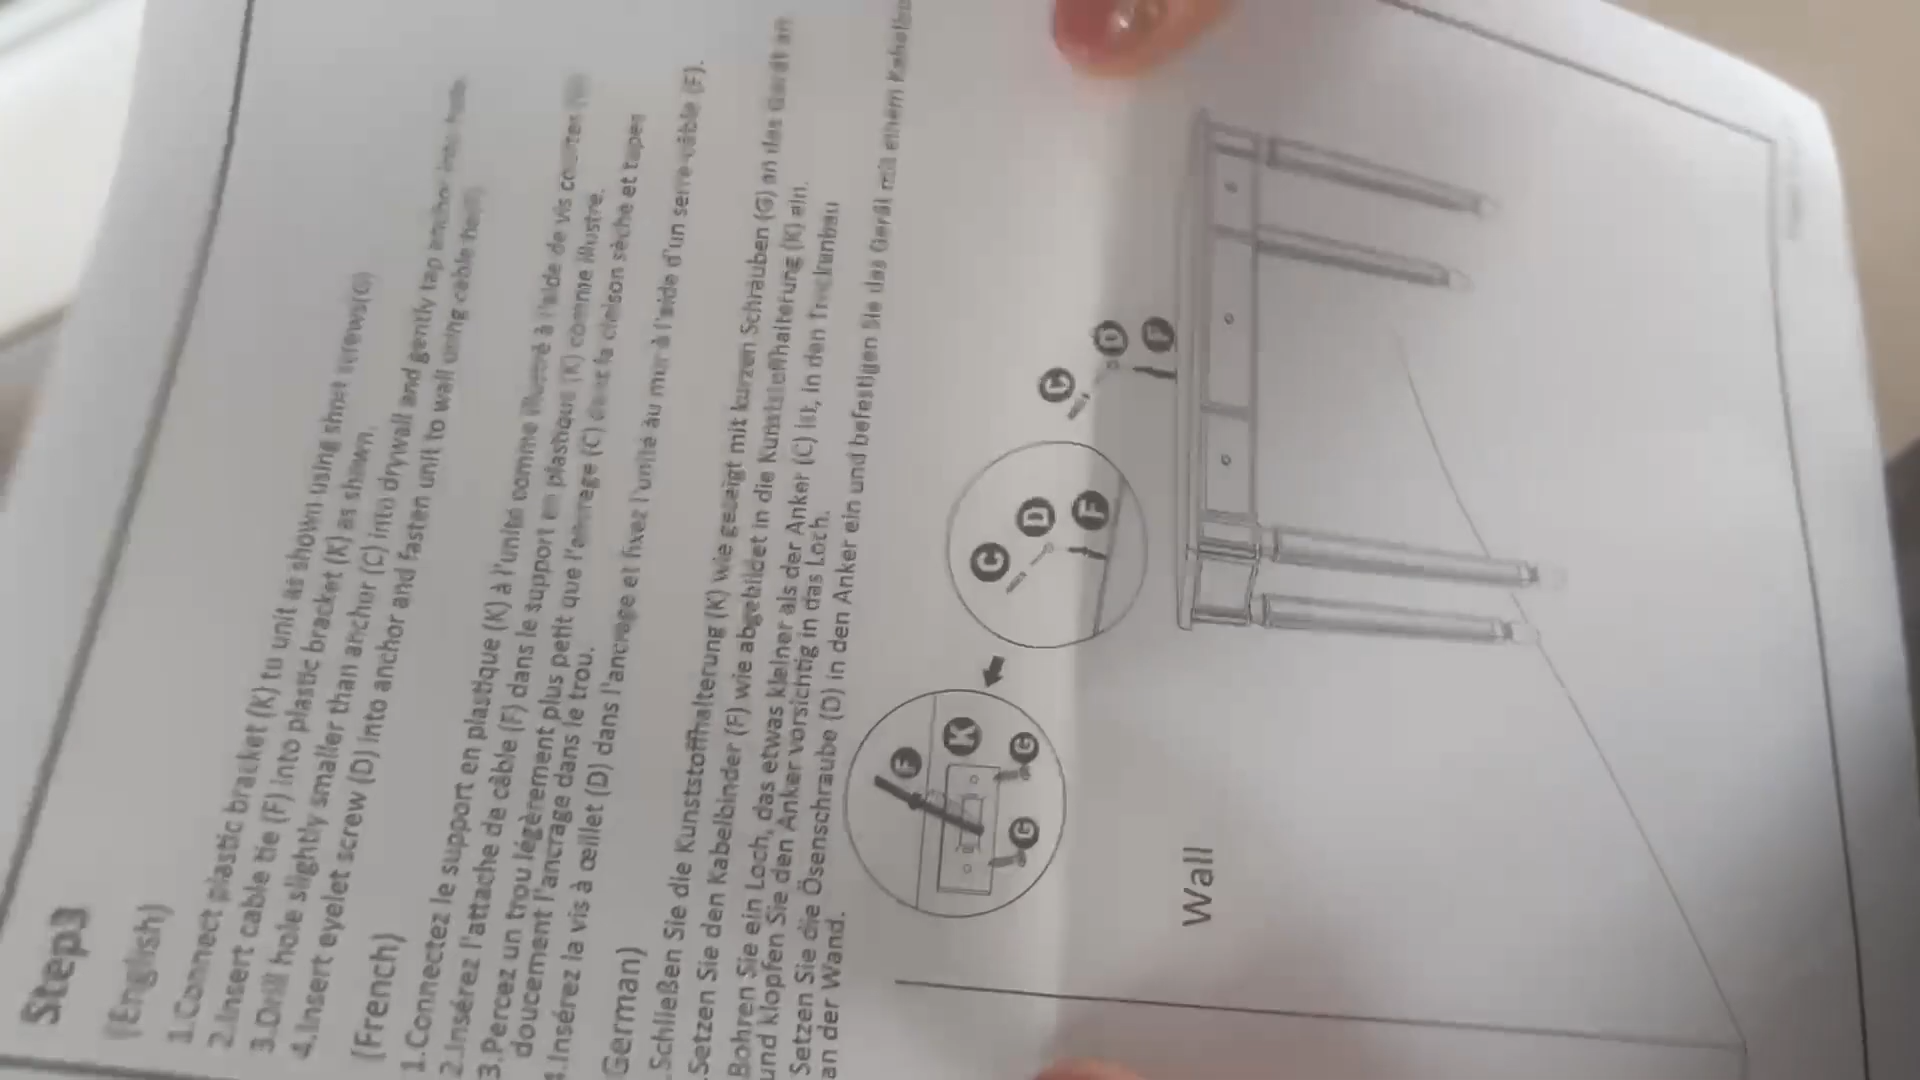 Step3
(English)
1.Connect plastic bracket (K) to unit as shown using short screws(G)
2.Insert cable tie (F) into plastic bracket (K) as shown.
3.Drill hole slightly smaller than anchor (C) into drywall and gently tap anchor into hole.
4.Insert eyelet screw (D) into anchor and fasten unit to wall using cable tie(F)
(French)
1.Connectez le support en plastique (K) à l'unité comme illustré à l'aide de vis courtes
2.Insérez l'attache de câble (F) dans le support en plastique (K) comme illustré.
3.Percez un trou légèrement plus petit que l'ancrage (C) dans la cloison sèche et tapen
doucement l'ancrage dans le trou.
.Insérez la vis à œillet (D) dans l'ancrage et fixez l'unité au mur à l'aide d'un serre-câble (F).
German)
.Schließen Sie die Kunststoffhalterung (K) wie gezeigt mit kurzen Schrauben (G) an das Gerät an
.Setzen Sie den Kabelbinder (F) wie abgebildet in die Kunststoffhalterung (K) ein.
Bohren Sie ein Loch, das etwas kleiner als der Anker (C) ist, in den Trockenbau
und klopfen Sie den Anker vorsichtig in das Loch.
Setzen Sie die Ösenschraube (D) in den Anker ein und befestigen Sie das Gerät mit einem
an der Wand.
F
K
G
G
C
D
F
C
D
F
Wall